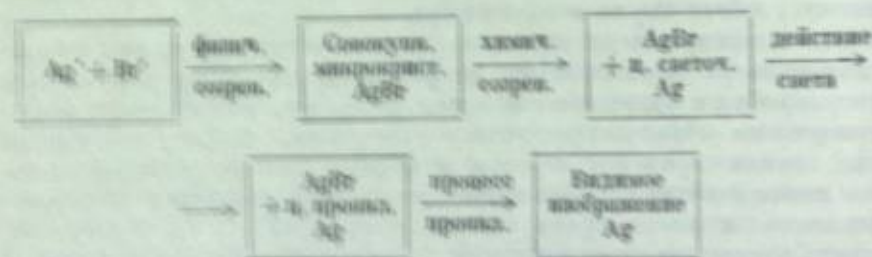 Ag⁺ + Br⁻
физич.
созрев.
Совокупн.
микрокрист.
AgBr
химич.
созрев.
AgBr
+ ц. светоч.
Ag
действие
света
AgBr
+ ц. проявл.
Ag
процесс
проявл.
Видимое
изображение
Ag